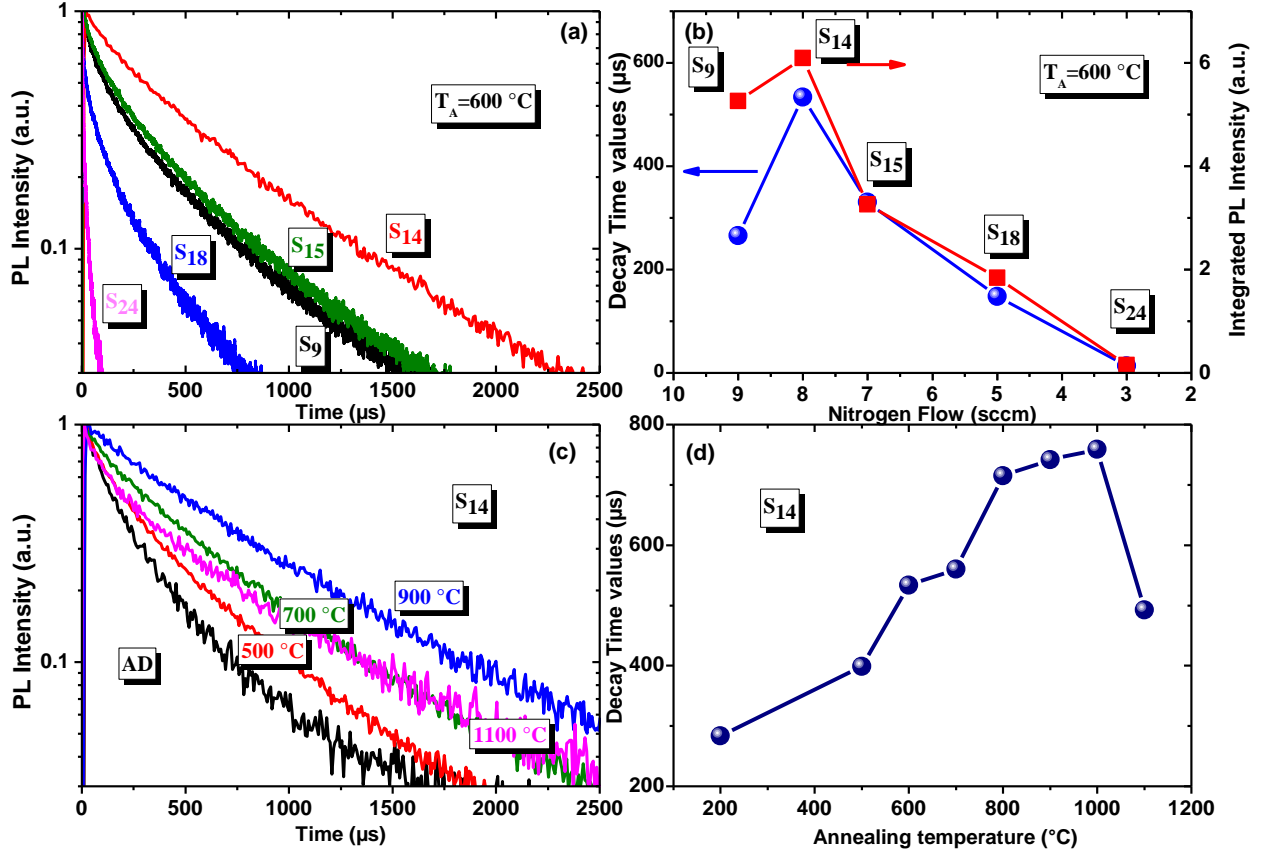 (a)
T_A=600 °C
S14
S15
S18
S24
S9
1
0.1
PL Intensity (a.u.)
0 500 1000 1500 2000 2500
Time (µs)
(b)
S14
S9
T_A=600 °C
S15
S18
S24
600
400
200
0
Decay Time values (µs)
6
4
2
0
Integrated PL Intensity (a.u.)
10 9 8 7 6 5 4 3 2
Nitrogen Flow (sccm)
(c)
S14
900 °C
700 °C
500 °C
AD
1100 °C
1
0.1
PL Intensity (a.u.)
0 500 1000 1500 2000 2500
Time (µs)
(d)
S14
800
600
400
200
Decay Time values (µs)
200 400 600 800 1000 1200
Annealing temperature (°C)